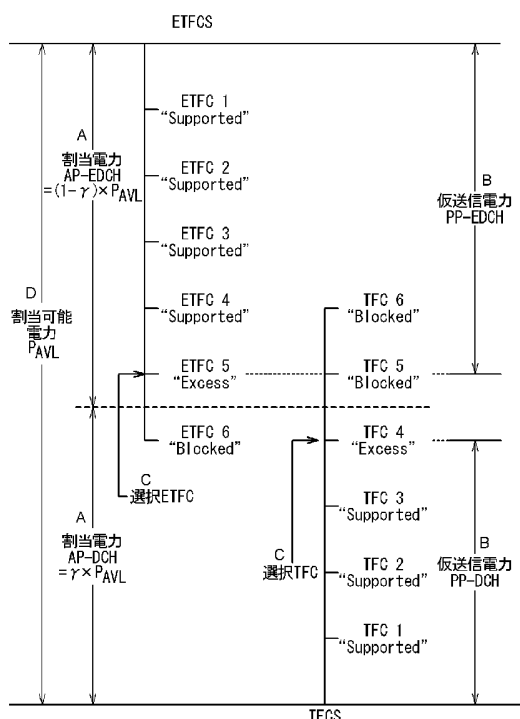 ETFCS
A
割当電力
AP-EDCH
=(1-γ)×PAVL
D
割当可能
電力
PAVL
A
割当電力
AP-DCH
=γ×PAVL
ETFC 1
"Supported"
ETFC 2
"Supported"
ETFC 3
"Supported"
ETFC 4
"Supported"
ETFC 5
"Excess"
ETFC 6
"Blocked"
C
選択ETFC
TFC 6
"Blocked"
TFC 5
"Blocked"
TFC 4
"Excess"
TFC 3
"Supported"
TFC 2
"Supported"
TFC 1
"Supported"
C
選択TFC
B
仮送信電力
PP-EDCH
B
仮送信電力
PP-DCH
TFCS